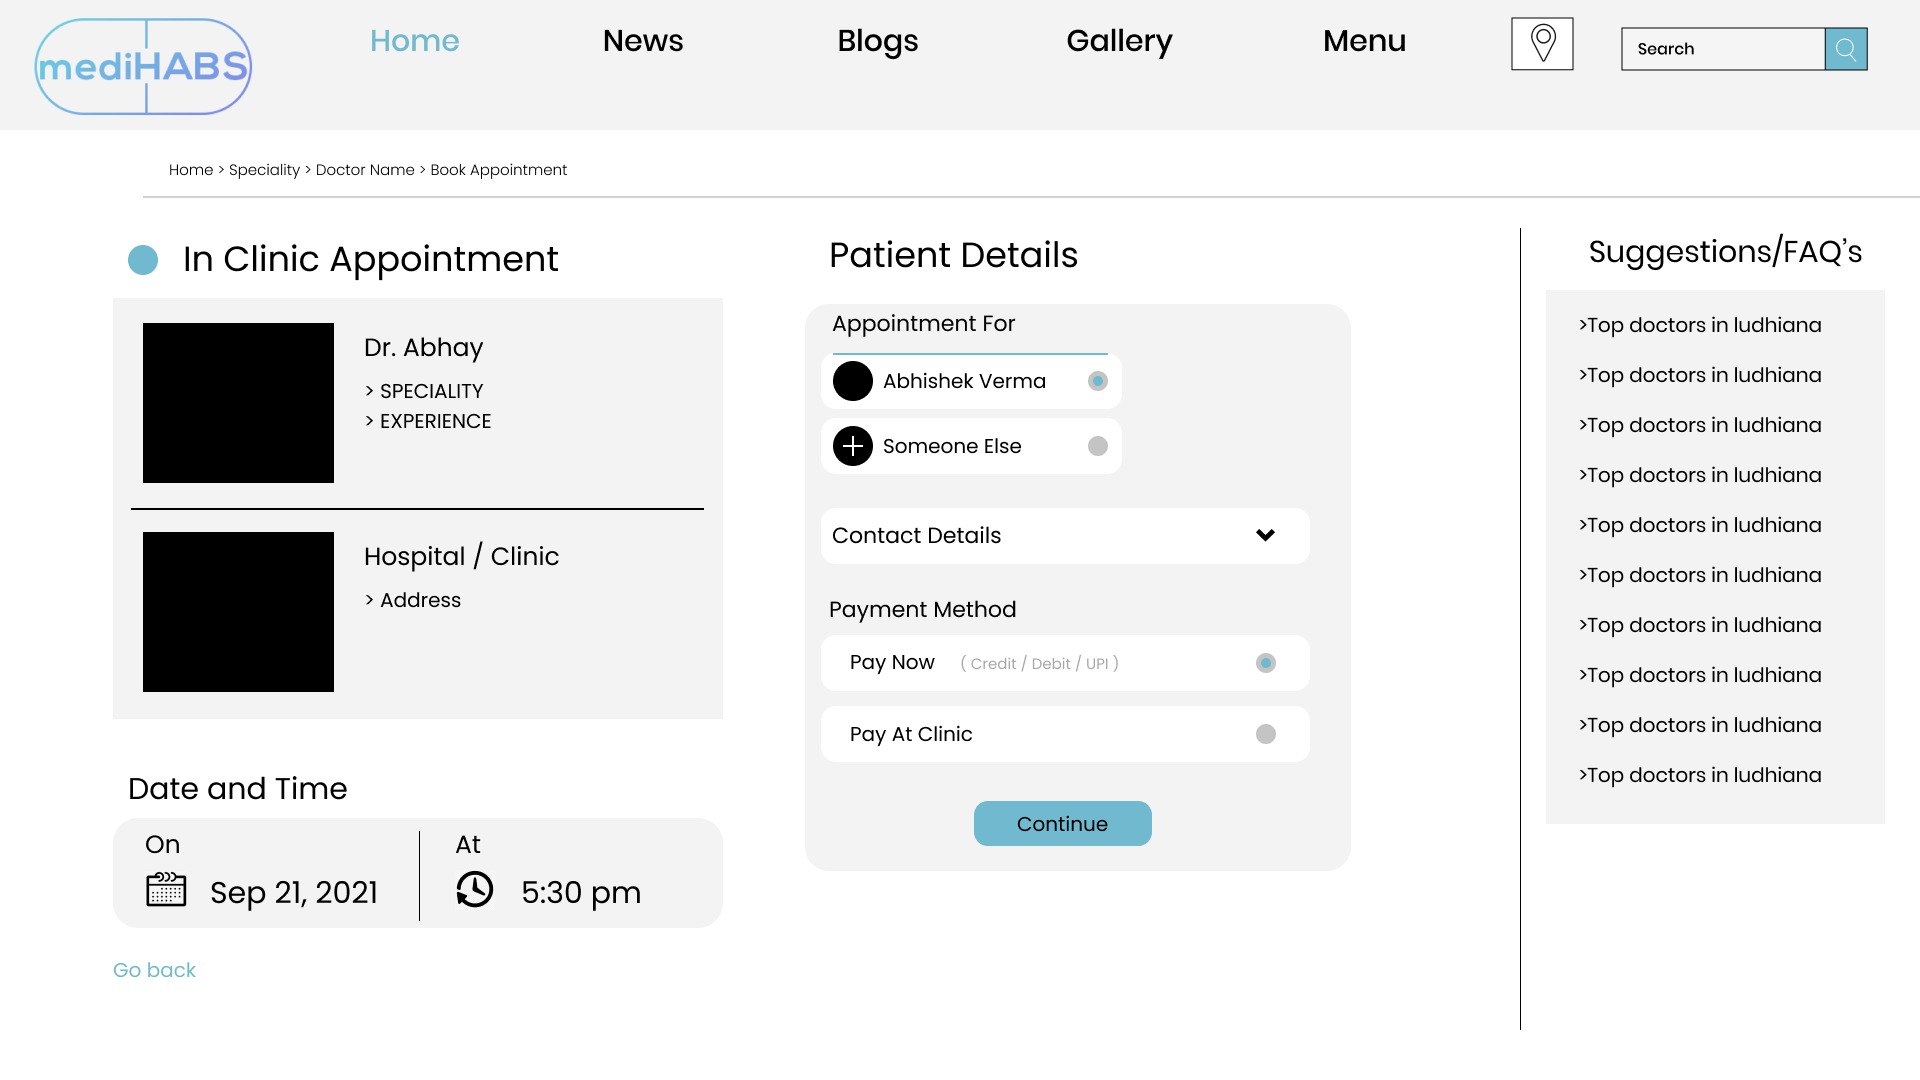 mediHABS
Home
News
Blogs
Gallery
Menu
Search
Home > Speciality > Doctor Name > Book Appointment
In Clinic Appointment
Dr. Abhay
> SPECIALITY
> EXPERIENCE
Hospital / Clinic
> Address
Date and Time
On
Sep 21, 2021
At
5:30 pm
Go back
Patient Details
Appointment For
Abhishek Verma
Someone Else
Contact Details
Payment Method
Pay Now ( Credit / Debit / UPI )
Pay At Clinic
Continue
Suggestions/FAQ’s
>Top doctors in ludhiana
>Top doctors in ludhiana
>Top doctors in ludhiana
>Top doctors in ludhiana
>Top doctors in ludhiana
>Top doctors in ludhiana
>Top doctors in ludhiana
>Top doctors in ludhiana
>Top doctors in ludhiana
>Top doctors in ludhiana